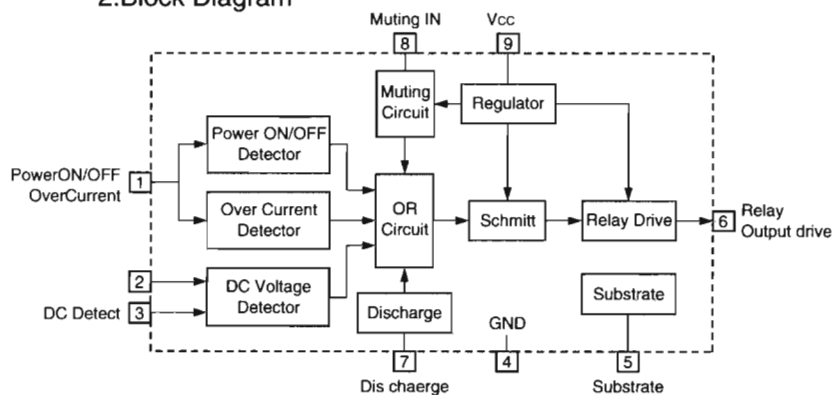 2.Block Diagram
Muting IN
Vcc
8
9
Muting
Circuit
Regulator
Power ON/OFF
Detector
PowerON/OFF
OverCurrent
1
Over Current
Detector
OR
Circuit
Schmitt
Relay Drive
6
Relay
Output drive
2
DC Detect
3
DC Voltage
Detector
Discharge
GND
Substrate
7
4
5
Dis chaerge
Substrate